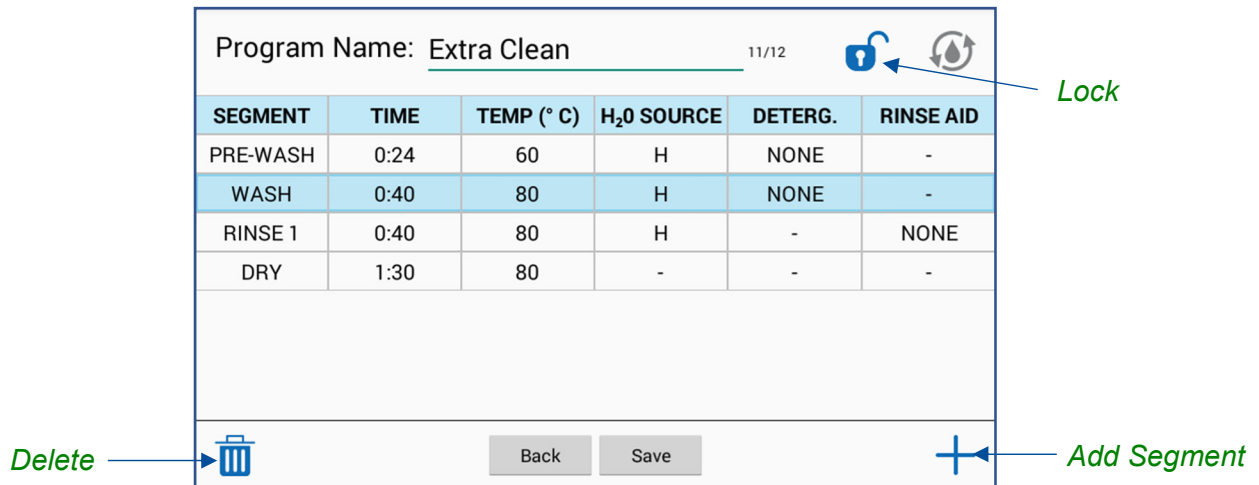 Program Name: Extra Clean 11/12
Lock
SEGMENT TIME TEMP (° C) H₂0 SOURCE DETERG. RINSE AID
PRE-WASH 0:24 60 H NONE -
WASH 0:40 80 H NONE -
RINSE 1 0:40 80 H - NONE
DRY 1:30 80 - - -
Delete Back Save Add Segment